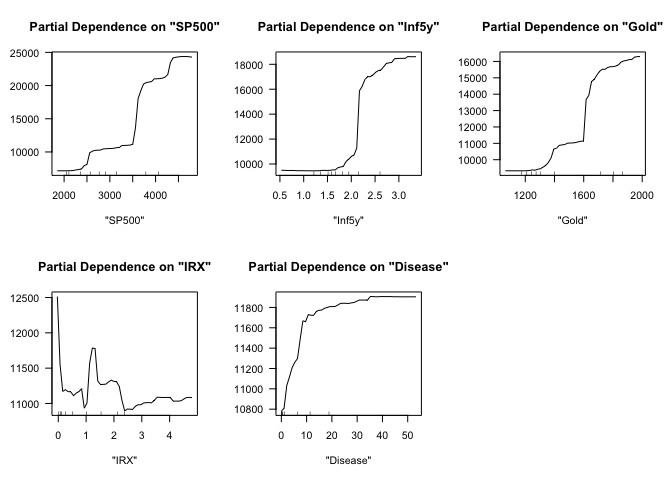 Partial Dependence on "SP500"
25000
20000
15000
10000
2000 3000 4000
"SP500"
Partial Dependence on "Inf5y"
18000
16000
14000
12000
10000
0.5 1.0 1.5 2.0 2.5 3.0
"Inf5y"
Partial Dependence on "Gold"
16000
15000
14000
13000
12000
11000
10000
1200 1600 2000
"Gold"
Partial Dependence on "IRX"
12500
12000
11500
11000
0 1 2 3 4
"IRX"
Partial Dependence on "Disease"
11800
11600
11400
11200
11000
10800
0 10 20 30 40 50
"Disease"